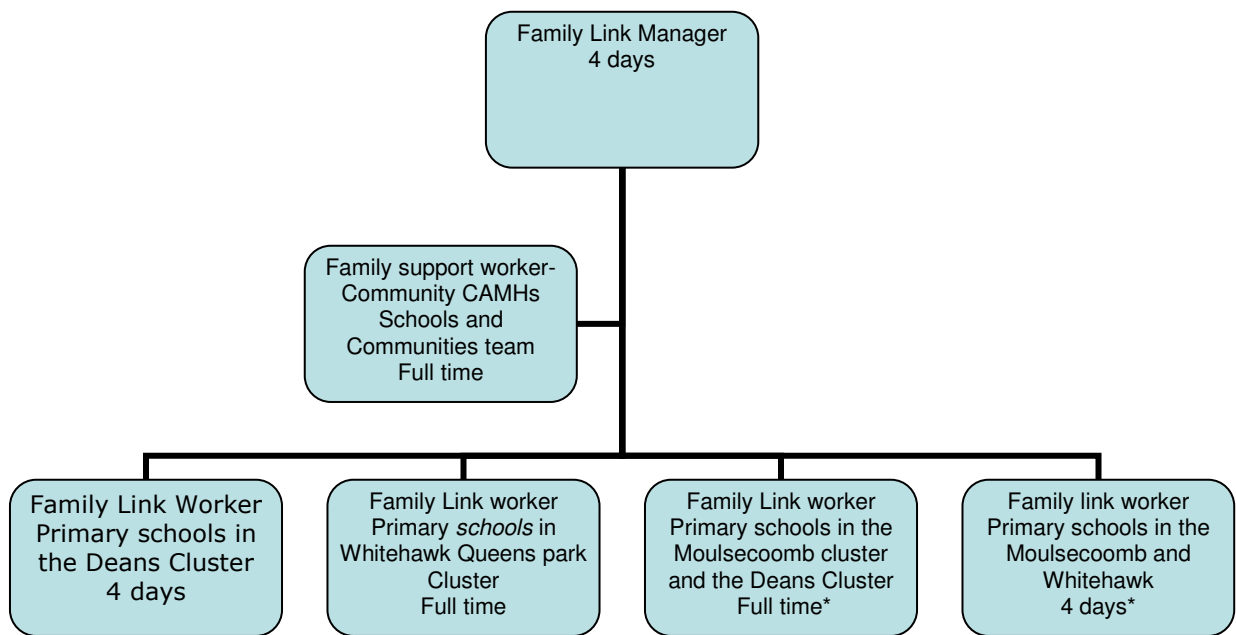 Family Link Manager
4 days
Family support worker-
Community CAMHs
Schools and
Communities team
Full time
Family Link Worker
Primary schools in
the Deans Cluster
4 days
Family Link worker
Primary schools in
Whitehawk Queens park
Cluster
Full time
Family Link worker
Primary schools in the
Moulsecoomb cluster
and the Deans Cluster
Full time*
Family link worker
Primary schools in the
Moulsecoomb and
Whitehawk
4 days*